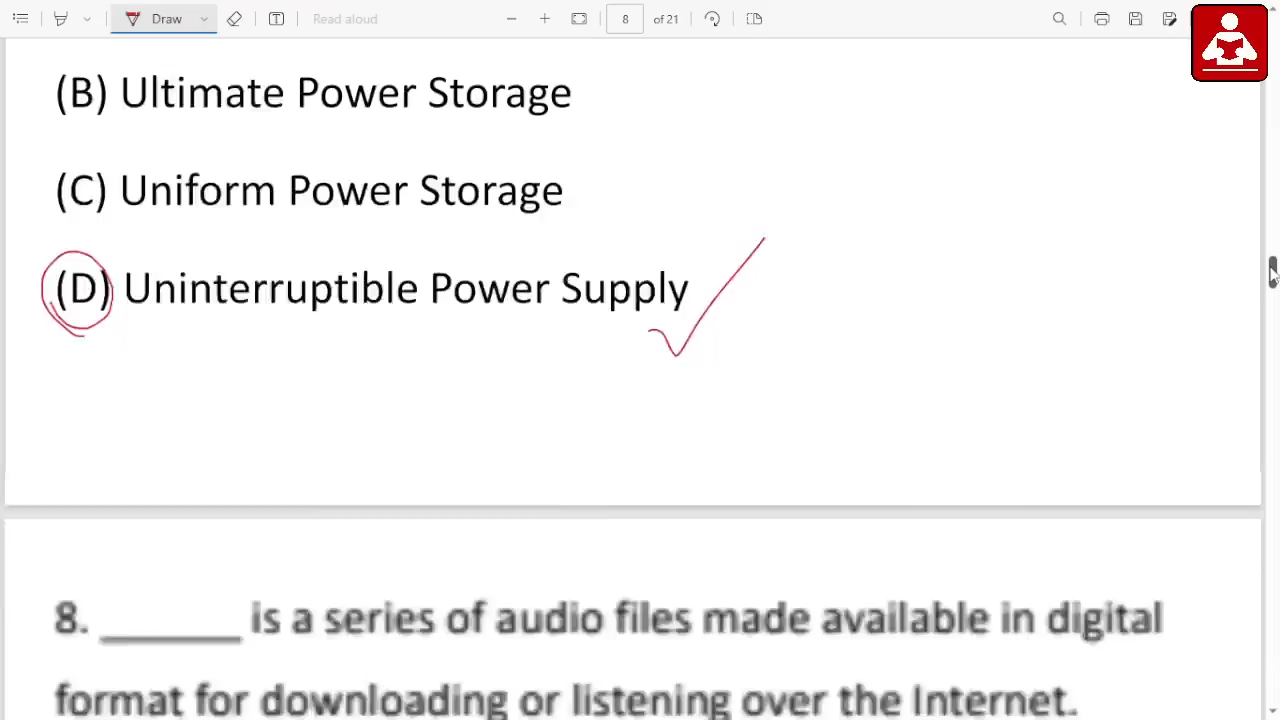 Draw
Read aloud
8 of 21
(B) Ultimate Power Storage
(C) Uniform Power Storage
(D) Uninterruptible Power Supply
8. ______ is a series of audio files made available in digital
format for downloading or listening over the Internet.